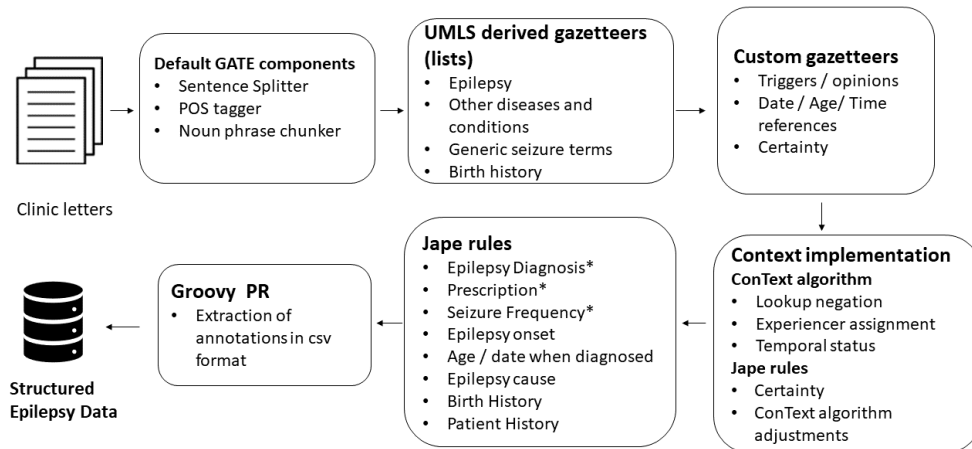 Clinic letters
Default GATE components
• Sentence Splitter
• POS tagger
• Noun phrase chunker
UMLS derived gazetteers
(lists)
• Epilepsy
• Other diseases and
conditions
• Generic seizure terms
• Birth history
Custom gazetteers
• Triggers / opinions
• Date / Age/ Time
references
• Certainty
Context implementation
ConText algorithm
• Lookup negation
• Experiencer assignment
• Temporal status
Jape rules
• Certainty
• ConText algorithm
adjustments
Jape rules
• Epilepsy Diagnosis*
• Prescription*
• Seizure Frequency*
• Epilepsy onset
• Age / date when diagnosed
• Epilepsy cause
• Birth History
• Patient History
Groovy PR
• Extraction of
annotations in csv
format
Structured
Epilepsy Data